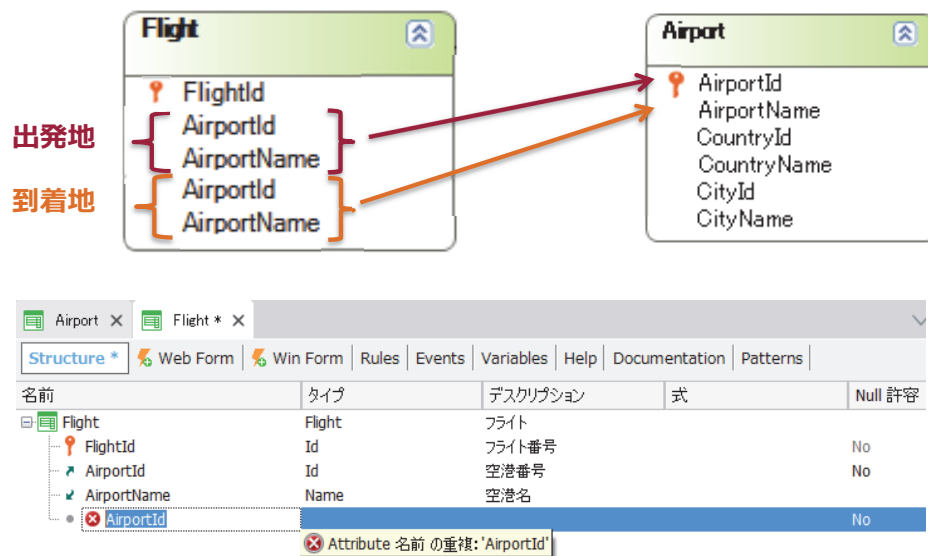 Flight
FlightId
出発地
AirportId
AirportName
到着地
AirportId
AirportName
Airport
AirportId
AirportName
CountryId
CountryName
CityId
CityName
Airport Flight *
Structure * Web Form Win Form Rules Events Variables Help Documentation Patterns
名前 タイプ デスクリプション 式 Null 許容
Flight Flight フライト
FlightId Id フライト番号 No
AirportId Id 空港番号 No
AirportName Name 空港名
AirportId No
Attribute 名前 の重複:'AirportId'